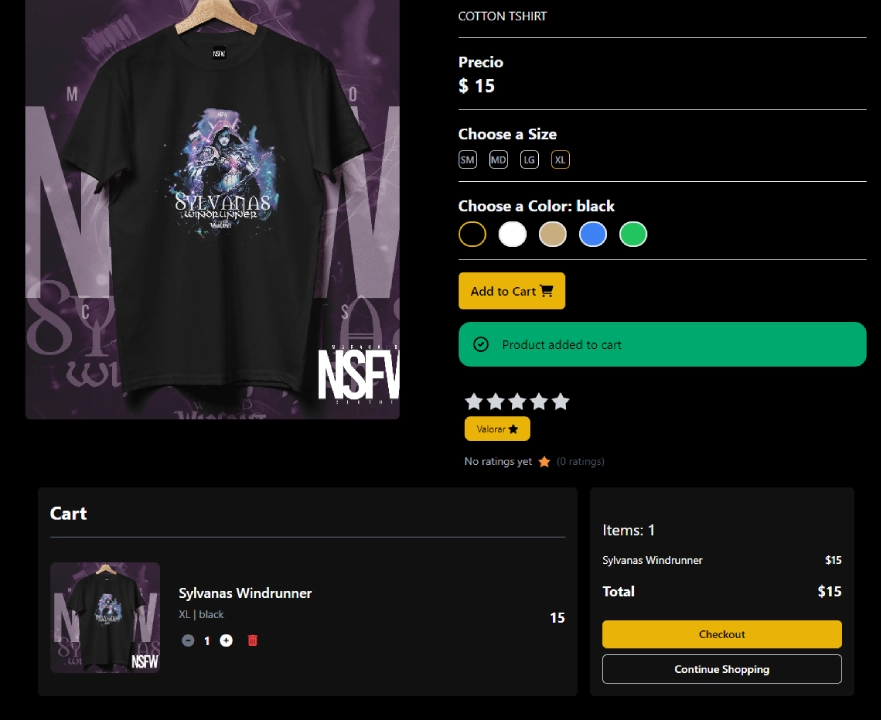 COTTON TSHIRT
Precio
$ 15
Choose a Size
SM MD LG XL
Choose a Color: black
Add to Cart
Product added to cart
Valorar
No ratings yet (0 ratings)
NSFW
M O
N W
SYLVANAS
WINDRUNNER
C S
NSFW
Cart
Sylvanas Windrunner
XL | black
1
15
NSFW
Items: 1
Sylvanas Windrunner $15
Total $15
Checkout
Continue Shopping